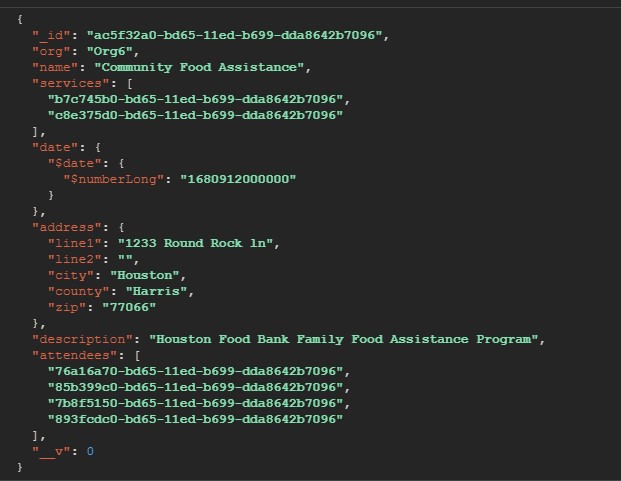 {
  "_id": "ac5f32a0-bd65-11ed-b699-dda8642b7096",
  "org": "Org6",
  "name": "Community Food Assistance",
  "services": [
    "b7c745b0-bd65-11ed-b699-dda8642b7096",
    "c8e375d0-bd65-11ed-b699-dda8642b7096"
  ],
  "date": {
    "$date": {
      "$numberLong": "1680912000000"
    }
  },
  "address": {
    "line1": "1233 Round Rock ln",
    "line2": "",
    "city": "Houston",
    "county": "Harris",
    "zip": "77066"
  },
  "description": "Houston Food Bank Family Food Assistance Program",
  "attendees": [
    "76a16a70-bd65-11ed-b699-dda8642b7096",
    "85b399c0-bd65-11ed-b699-dda8642b7096",
    "7b8f5150-bd65-11ed-b699-dda8642b7096",
    "893fcdc0-bd65-11ed-b699-dda8642b7096"
  ],
  "__v": 0
}